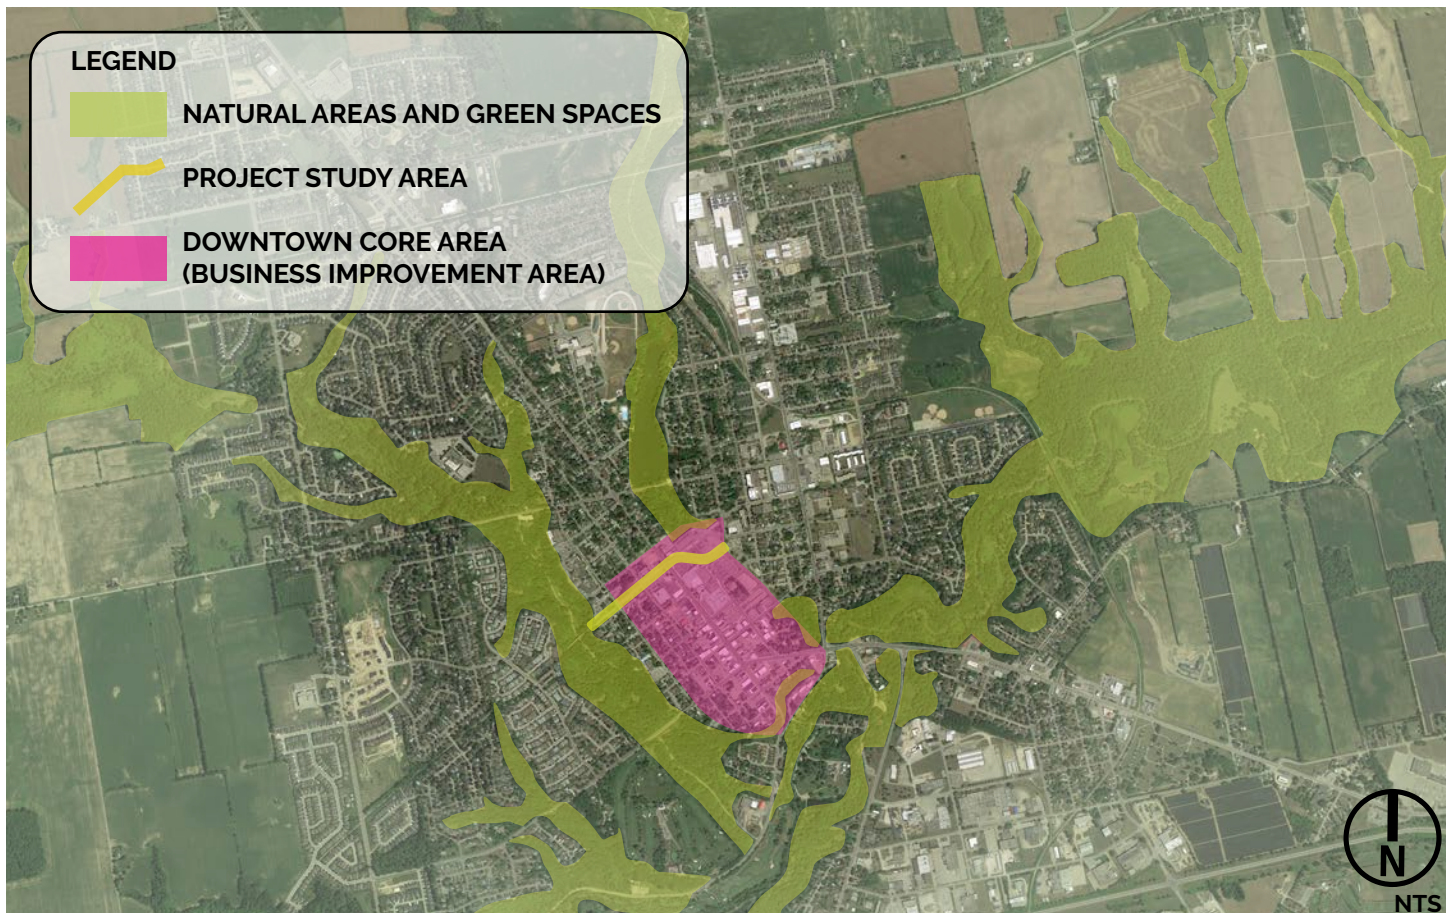 LEGEND
NATURAL AREAS AND GREEN SPACES
PROJECT STUDY AREA
DOWNTOWN CORE AREA
(BUSINESS IMPROVEMENT AREA)
N
NTS